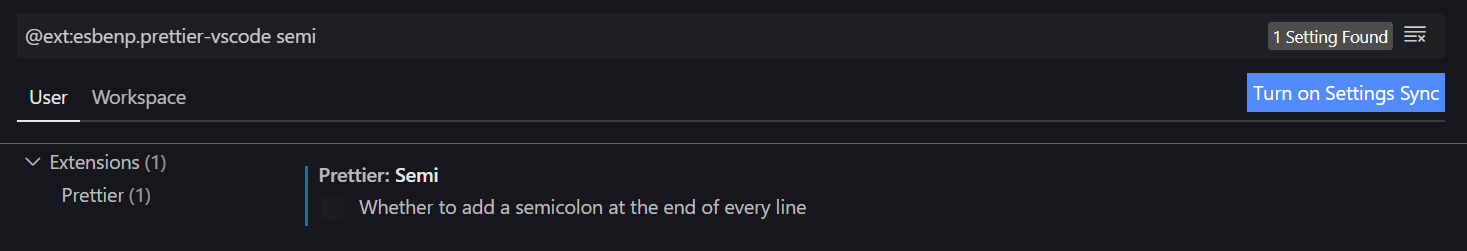 @ext:esbenp.prettier-vscode semi
1 Setting Found
User
Workspace
Turn on Settings Sync
Extensions (1)
Prettier (1)
Prettier: Semi
Whether to add a semicolon at the end of every line